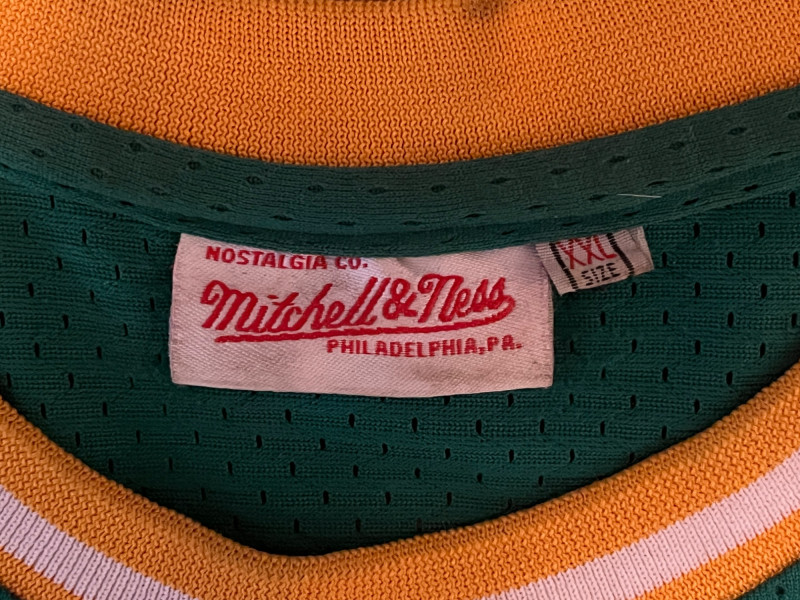 NOSTALGIA CO.
Mitchell & Ness
PHILADELPHIA, PA.
XXL
SIZE